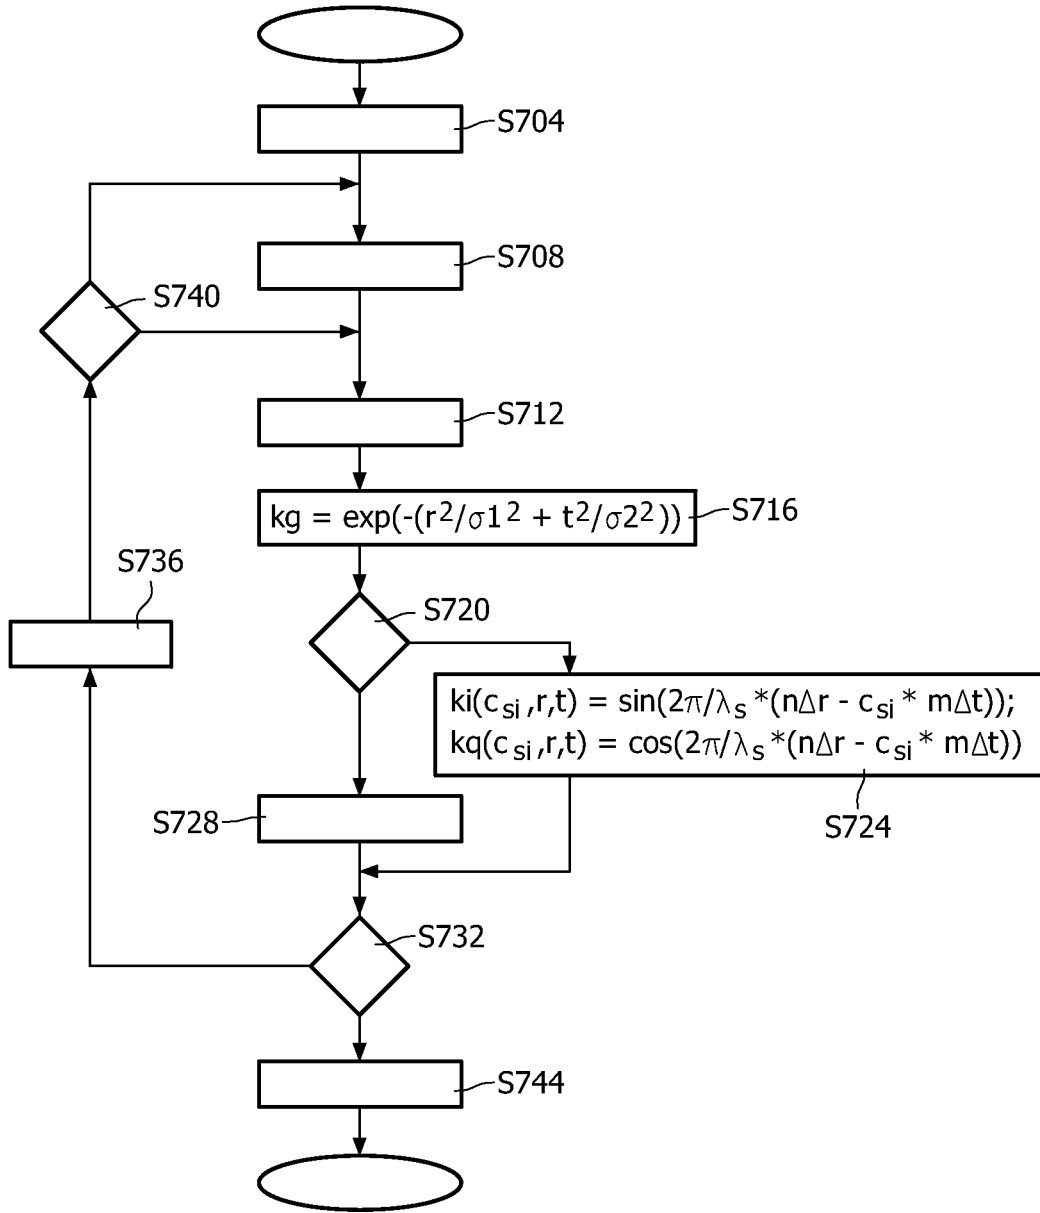 S704
S708
S740
S712
kg = exp(-(r²/σ1² + t²/σ2²))
S716
S736
S720
ki(c_si,r,t) = sin(2π/λ_s*(nΔr - c_si* mΔt));
kq(c_si,r,t) = cos(2π/λ_s*(nΔr - c_si* mΔt))
S728
S724
S732
S744